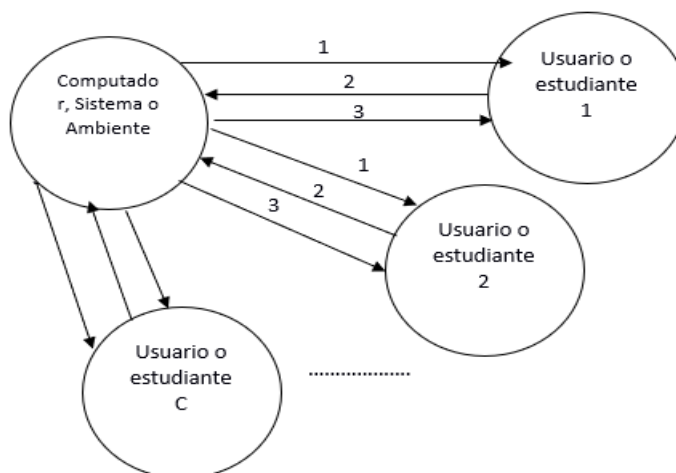 Computado
r, Sistema o
Ambiente
1
2
3
Usuario o
estudiante
1
1
2
3
Usuario o
estudiante
2
Usuario o
estudiante
C
..................